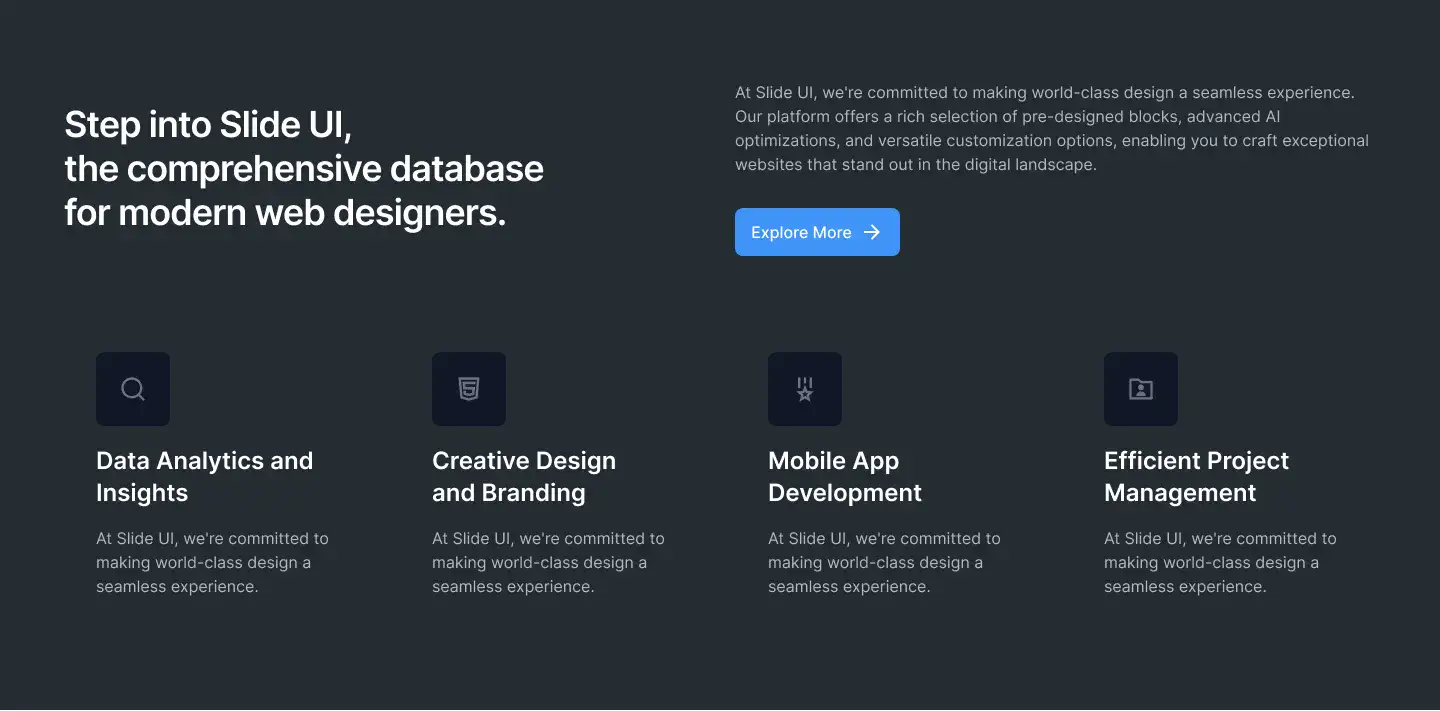 Step into Slide UI,
the comprehensive database
for modern web designers.
At Slide UI, we're committed to making world-class design a seamless experience.
Our platform offers a rich selection of pre-designed blocks, advanced AI
optimizations, and versatile customization options, enabling you to craft exceptional
websites that stand out in the digital landscape.
Explore More
Data Analytics and
Insights
At Slide UI, we're committed to
making world-class design a
seamless experience.
Creative Design
and Branding
At Slide UI, we're committed to
making world-class design a
seamless experience.
Mobile App
Development
At Slide UI, we're committed to
making world-class design a
seamless experience.
Efficient Project
Management
At Slide UI, we're committed to
making world-class design a
seamless experience.